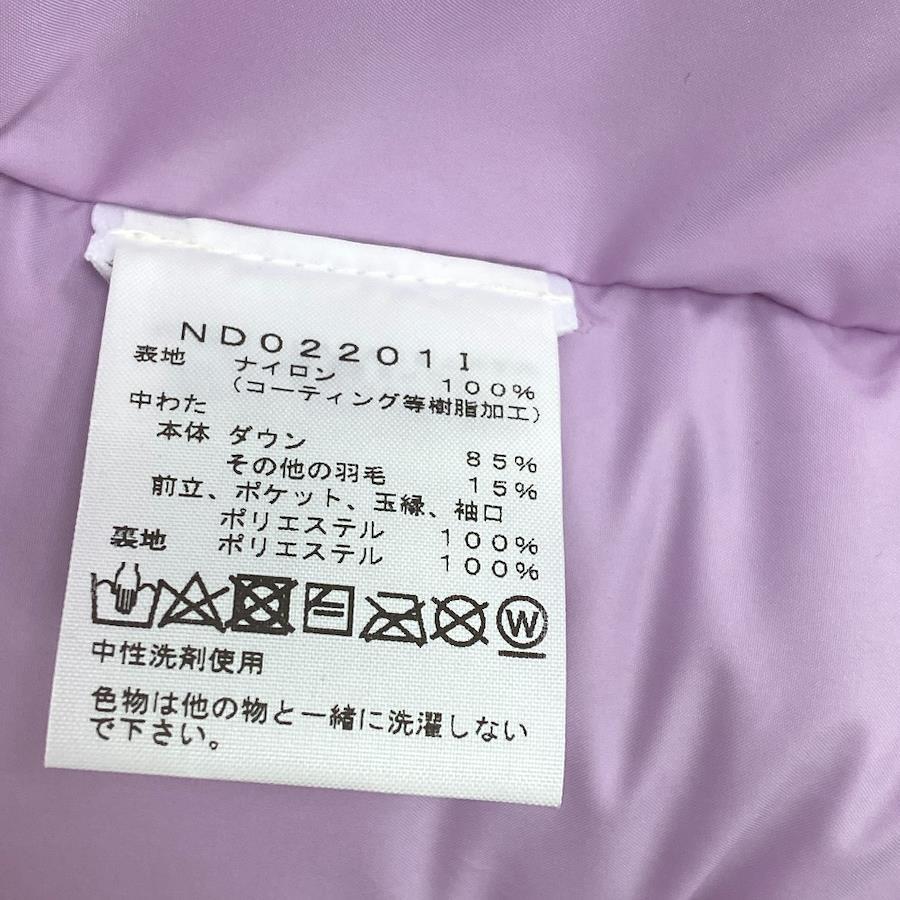 ND02201I
表地 ナイロン 100%
(コーティング等樹脂加工)
中わた
本体 ダウン 85%
その他の羽毛 15%
前立、ポケット、玉縁、袖口
ポリエステル 100%
裏地 ポリエステル 100%
W
中性洗剤使用
色物は他の物と一緒に洗濯しない
で下さい。